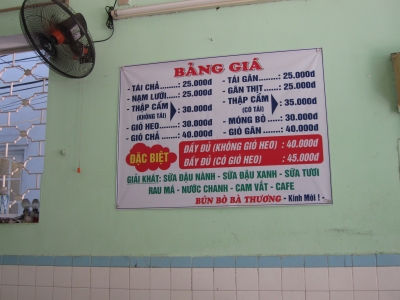 BẢNG GIÁ
- TÁI CHẢ........: 25.000đ
- NẠM LƯỜI......: 25.000đ
- THẬP CẨM (KHÔNG TÁI) : 30.000đ
- GIÒ HEO........: 30.000đ
- GIÒ CHẢ........: 40.000đ
- TÁI GÂN........: 25.000đ
- GÂN THỊT......: 25.000đ
- THẬP CẨM (CÓ TÁI) : 35.000đ
- MÓNG BÒ......: 30.000đ
- GIÒ GÂN........: 40.000đ
ĐẶC BIỆT
ĐẦY ĐỦ (KHÔNG GIÒ HEO) : 40.000đ
ĐẦY ĐỦ (CÓ GIÒ HEO) : 45.000đ
GIẢI KHÁT: SỮA ĐẬU NÀNH - SỮA ĐẬU XANH - SỮA TƯƠI
RAU MÁ - NƯỚC CHANH - CAM VẮT - CAFE
BÚN BÒ BÀ THƯƠNG - Kính Mời ! -